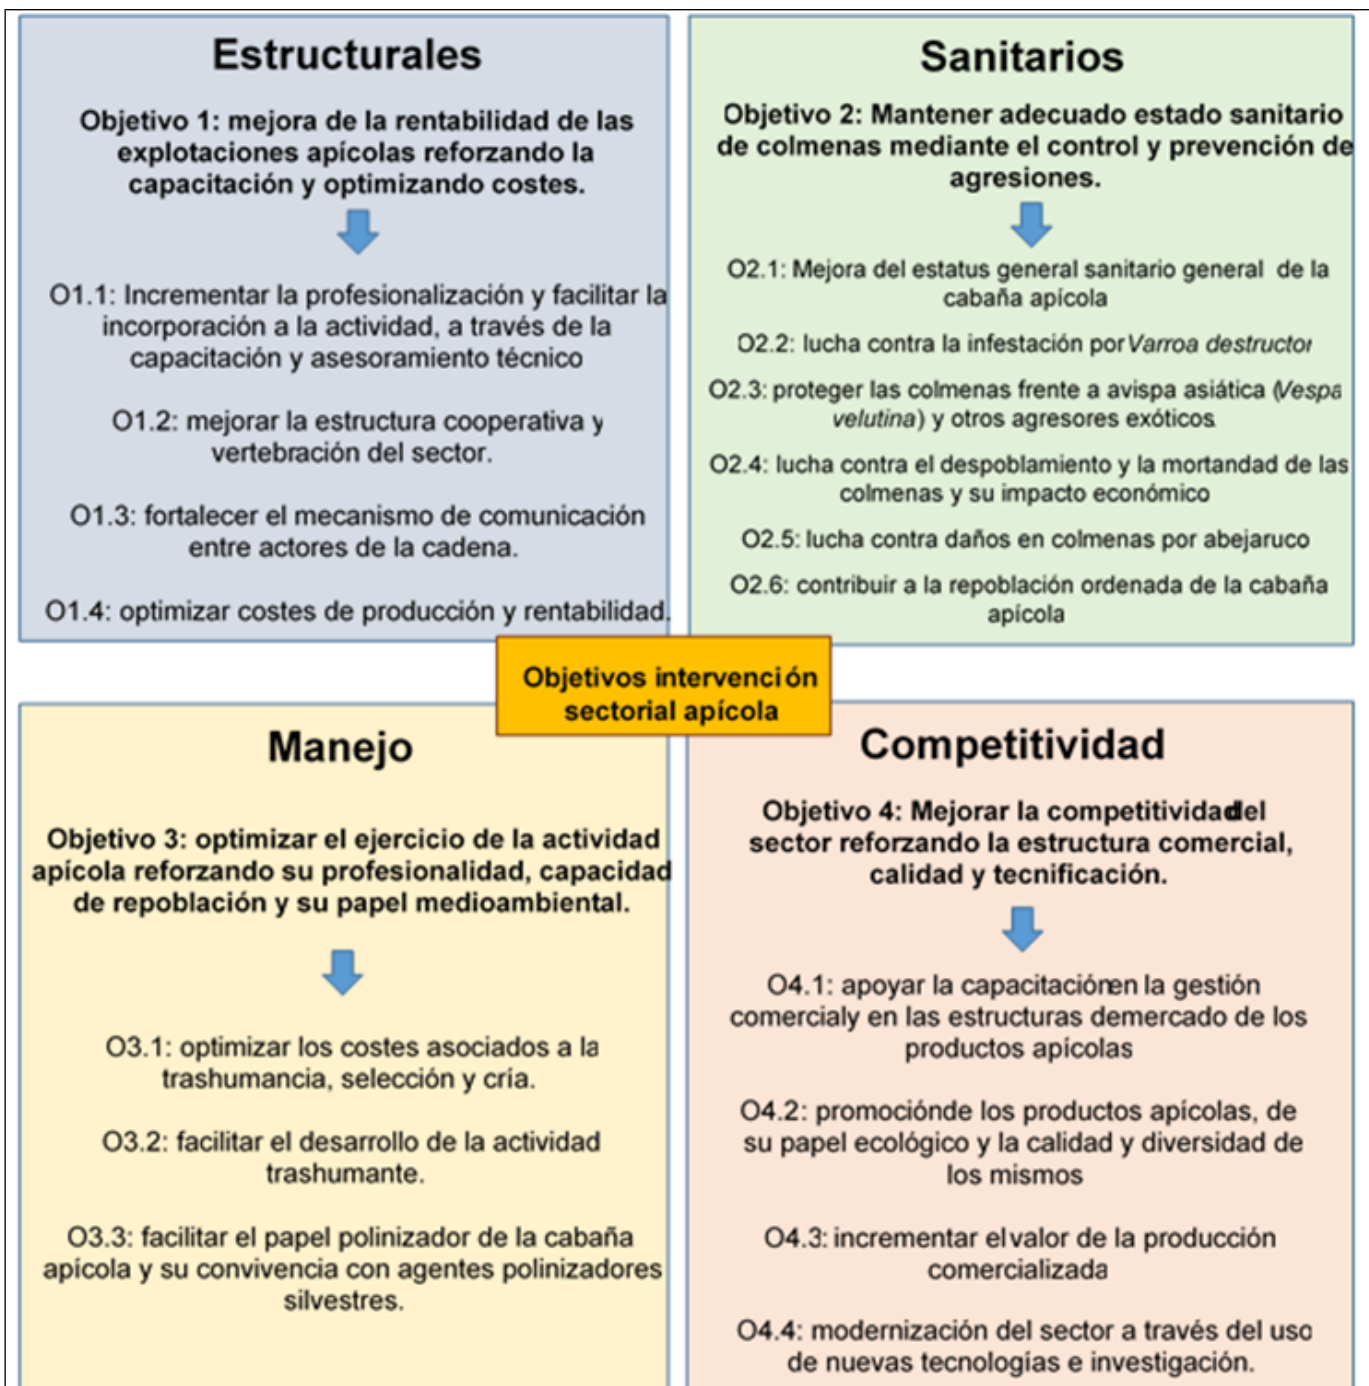 Estructurales
Objetivo 1: mejora de la rentabilidad de las
explotaciones apícolas reforzando la
capacitación y optimizando costes.
O1.1: Incrementar la profesionalización y facilitar la
incorporación a la actividad, a través de la
capacitación y asesoramiento técnico
O1.2: mejorar la estructura cooperativa y
vertebración del sector.
O1.3: fortalecer el mecanismo de comunicación
entre actores de la cadena.
O1.4: optimizar costes de producción y rentabilidad.
Sanitarios
Objetivo 2: Mantener adecuado estado sanitario
de colmenas mediante el control y prevención de
agresiones.
O2.1: Mejora del estatus general sanitario general de la
cabaña apícola
O2.2: lucha contra la infestación por Varroa destructor
O2.3: proteger las colmenas frente a avispa asiática (Vespa
velutina) y otros agresores exóticos
O2.4: lucha contra el despoblamiento y la mortandad de las
colmenas y su impacto económico
O2.5: lucha contra daños en colmenas por abejaruco
O2.6: contribuir a la repoblación ordenada de la cabaña
apícola
Objetivos intervención
sectorial apícola
Manejo
Objetivo 3: optimizar el ejercicio de la actividad
apícola reforzando su profesionalidad, capacidad
de repoblación y su papel medioambiental.
O3.1: optimizar los costes asociados a la
trashumancia, selección y cría.
O3.2: facilitar el desarrollo de la actividad
trashumante.
O3.3: facilitar el papel polinizador de la cabaña
apícola y su convivencia con agentes polinizadores
silvestres.
Competitividad
Objetivo 4: Mejorar la competitividad del
sector reforzando la estructura comercial,
calidad y tecnificación.
O4.1: apoyar la capacitación en la gestión
comercialy en las estructuras demercado de los
productos apícolas
O4.2: promociónde los productos apícolas, de
su papel ecológico y la calidad y diversidad de
los mismos
O4.3: incrementar el valor de la producción
comercializada
O4.4: modernización del sector a través del uso
de nuevas tecnologías e investigación.